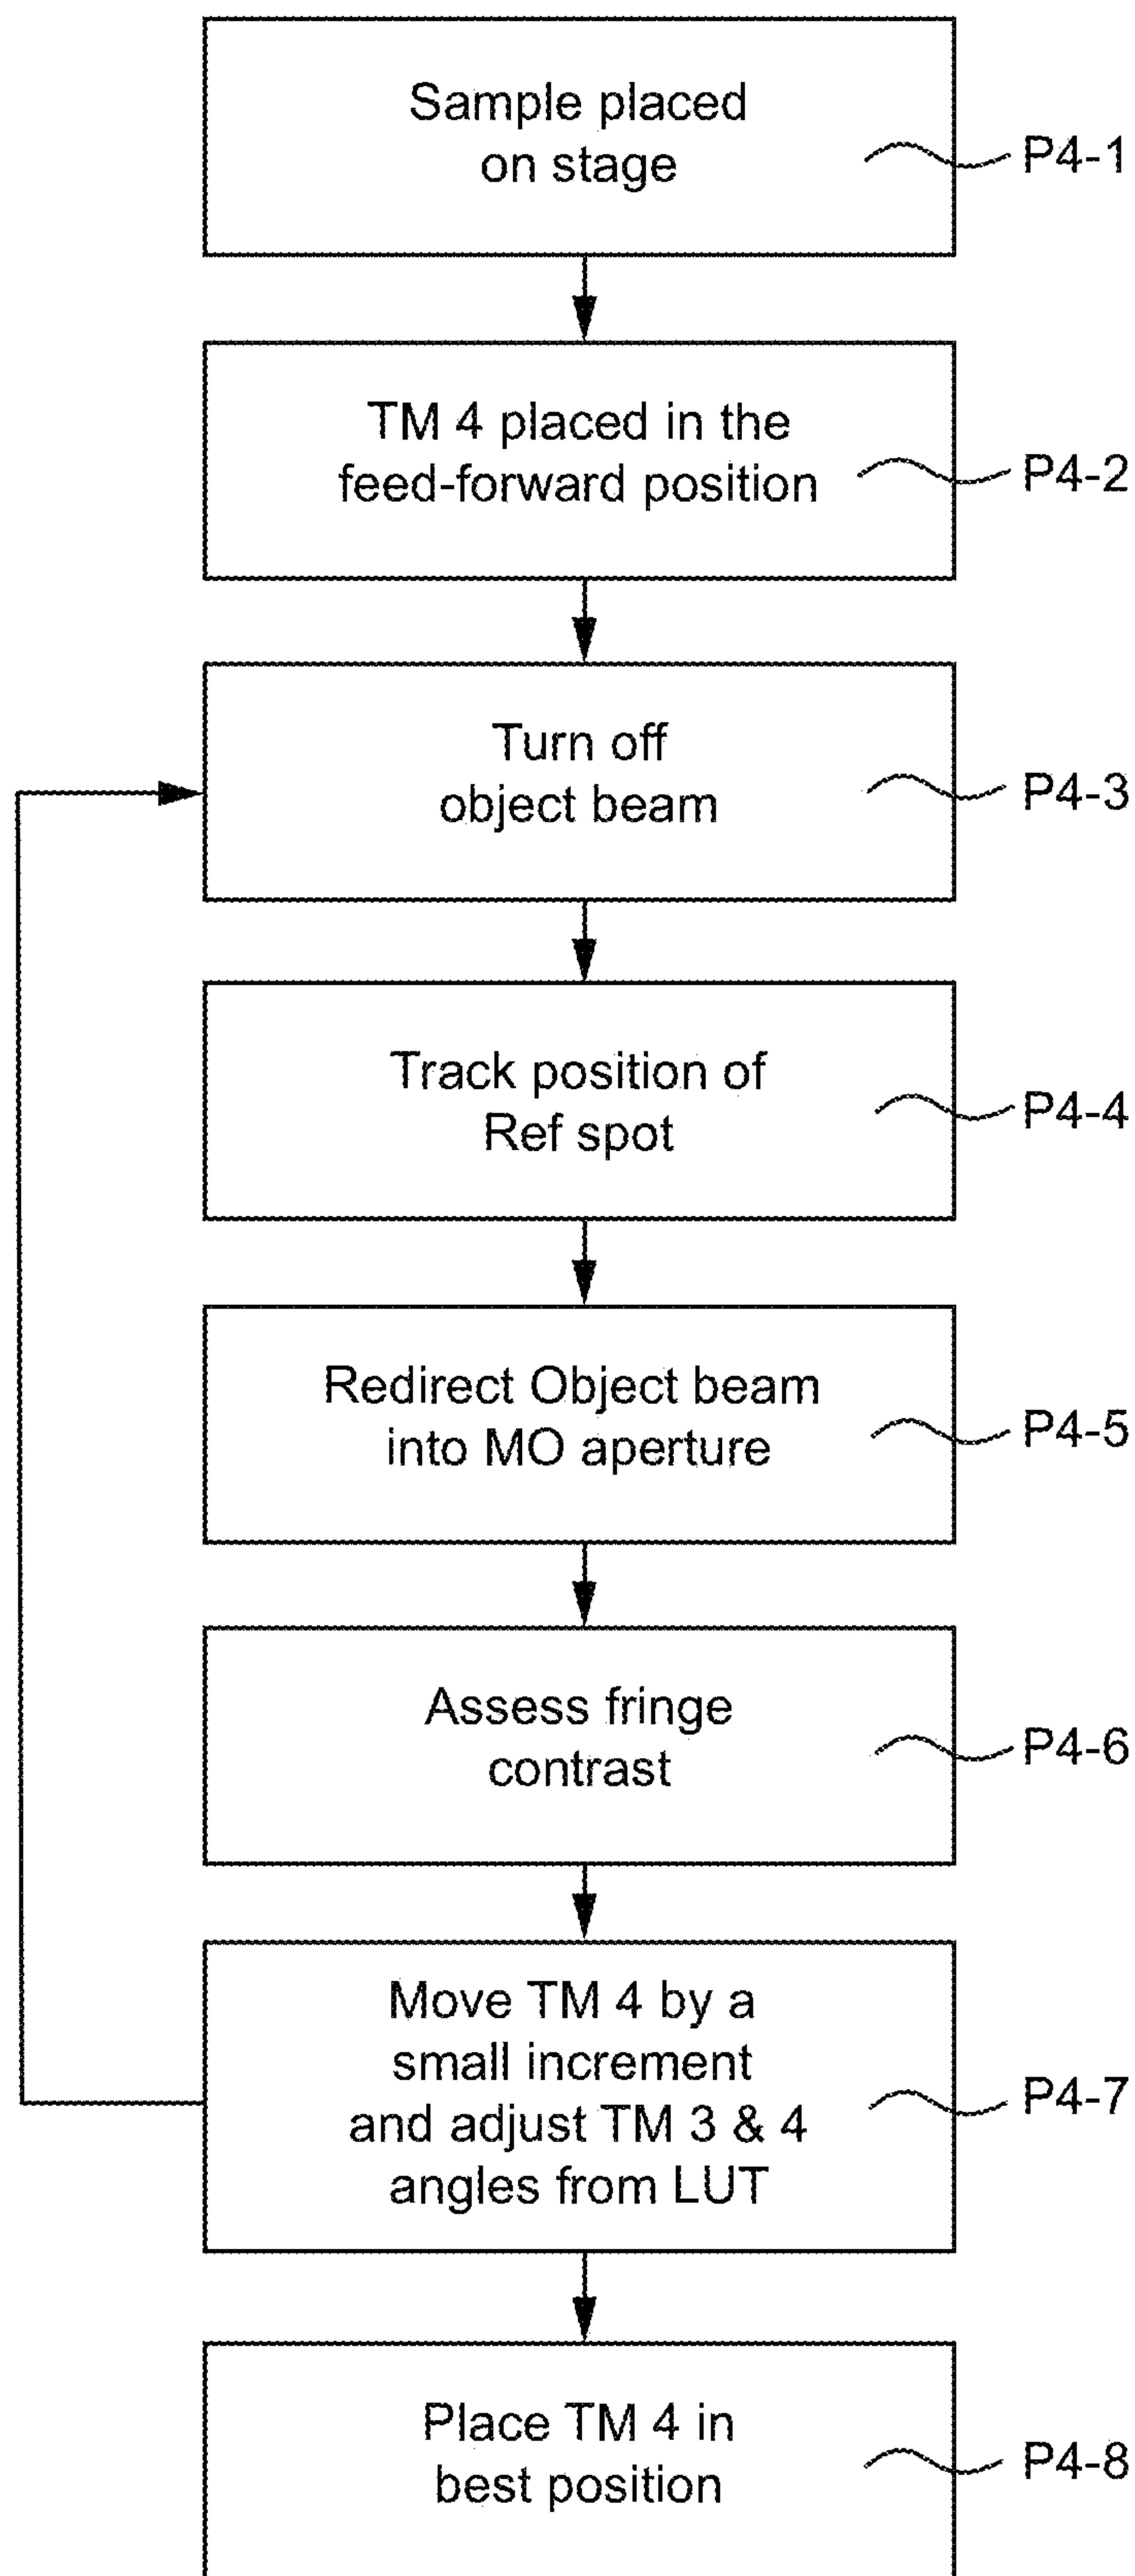 Sample placed
on stage
P4-1
TM 4 placed in the
feed-forward position
P4-2
Turn off
object beam
P4-3
Track position of
Ref spot
P4-4
Redirect Object beam
into MO aperture
P4-5
Assess fringe
contrast
P4-6
Move TM 4 by a
small increment
and adjust TM 3 & 4
angles from LUT
P4-7
Place TM 4 in
best position
P4-8